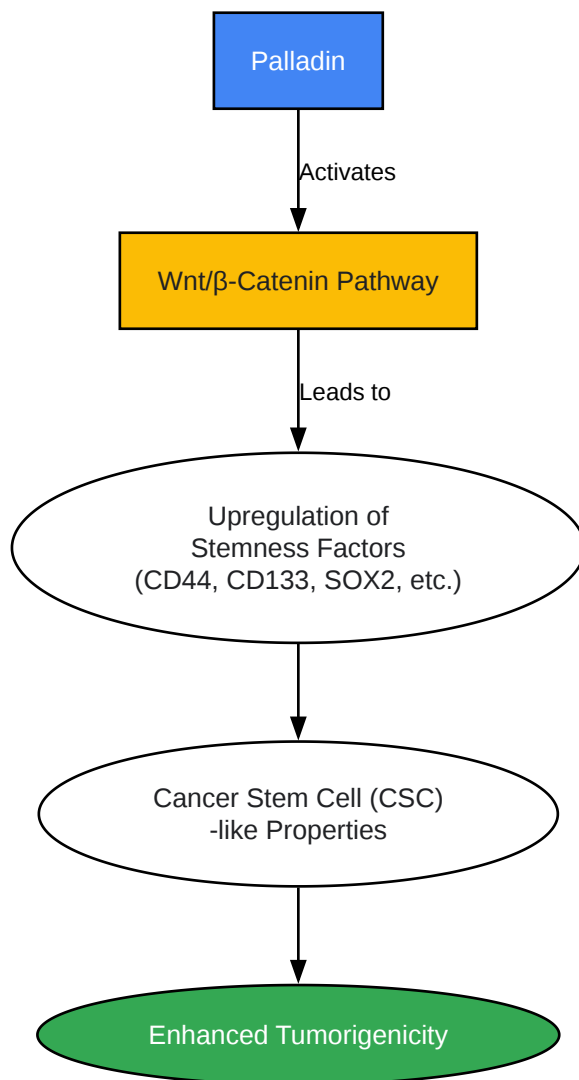 Palladin
Activates
Wnt/β-Catenin Pathway
Leads to
Upregulation of
Stemness Factors
(CD44, CD133, SOX2, etc.)
Cancer Stem Cell (CSC)
-like Properties
Enhanced Tumorigenicity